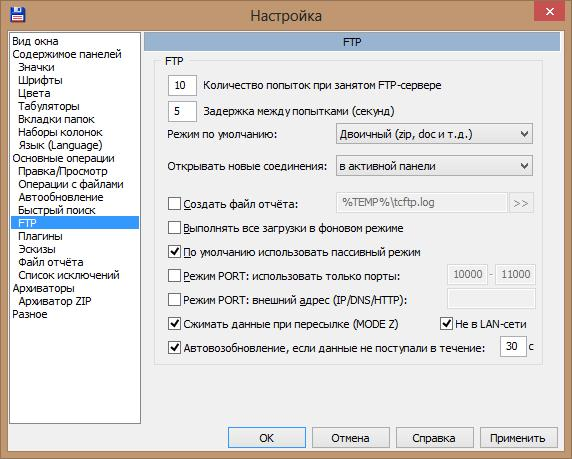 Настройка
Вид окна
Содержимое панелей
Значки
Шрифты
Цвета
Табуляторы
Вкладки папок
Наборы колонок
Язык (Language)
Основные операции
Правка/Просмотр
Операции с файлами
Автообновление
Быстрый поиск
FTP
Плагины
Эскизы
Файл отчёта
Список исключений
Архиваторы
Архиватор ZIP
Разное
FTP
FTP
10 Количество попыток при занятом FTP-сервере
5 Задержка между попытками (секунд)
Режим по умолчанию: Двоичный (zip, doc и т.д.)
Открывать новые соединения: в активной панели
Создать файл отчёта: %TEMP%\tcftp.log >>
Выполнять все загрузки в фоновом режиме
По умолчанию использовать пассивный режим
Режим PORT: использовать только порты: 10000 - 11000
Режим PORT: внешний адрес (IP/DNS/HTTP):
Сжимать данные при пересылке (MODE Z) Не в LAN-сети
Автовозобновление, если данные не поступали в течение: 30 с
OK Отмена Справка Применить